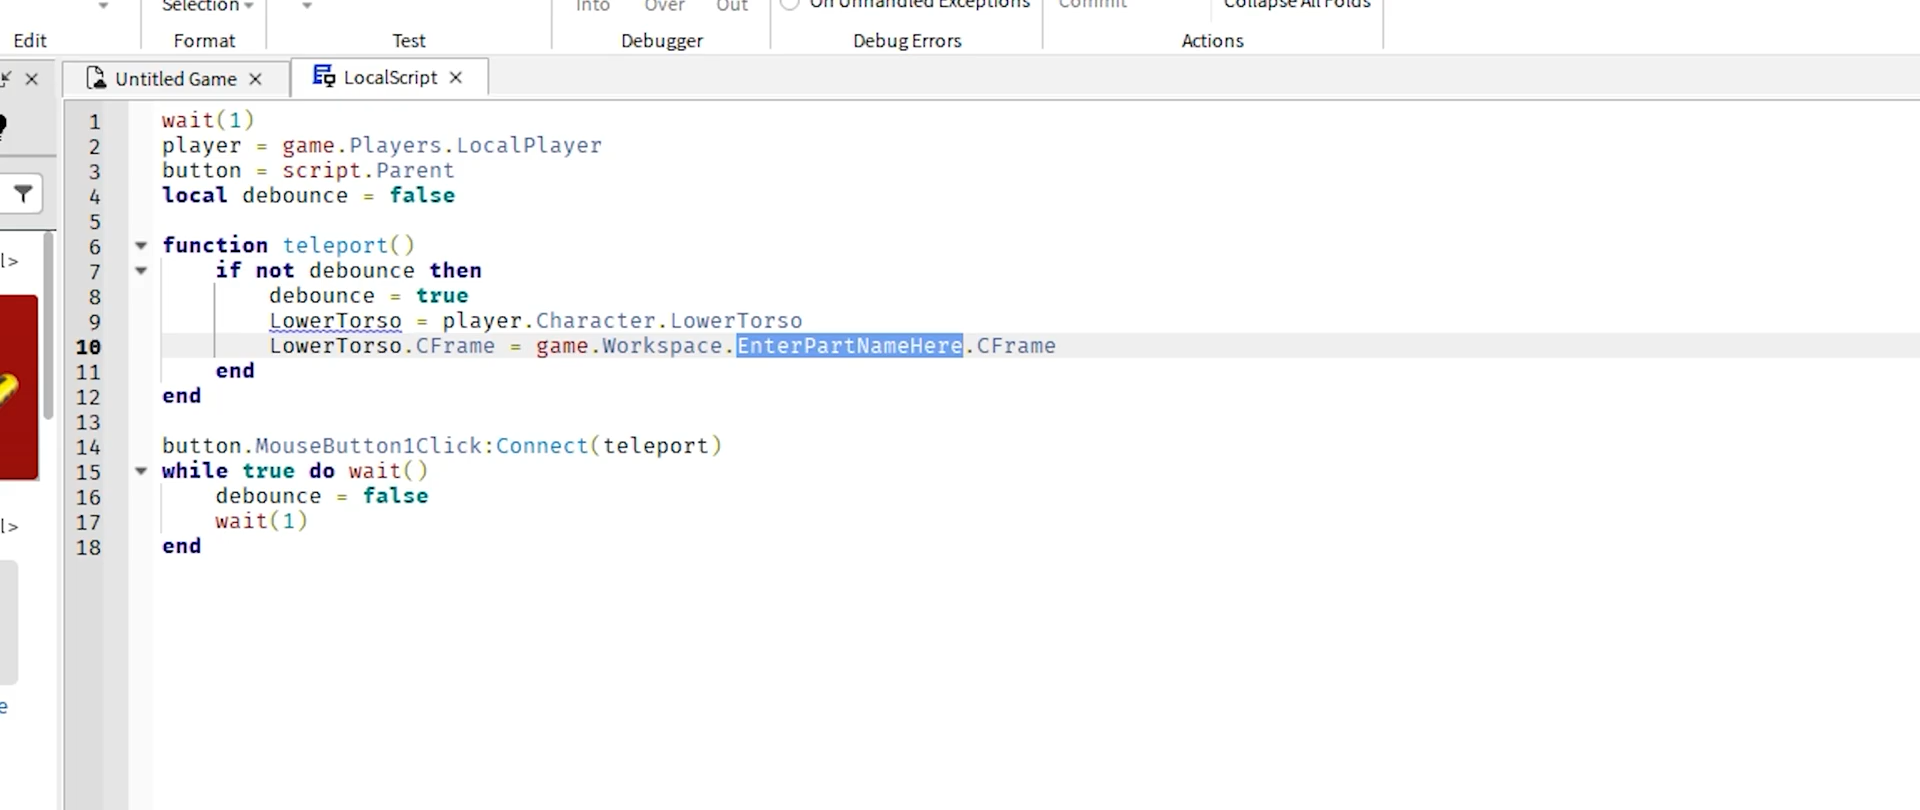 Selection
Into Over Out
On Unhandled Exceptions
Commit
Collapse All Folds
Edit Format Test Debugger Debug Errors Actions
Untitled Game LocalScript
1 wait(1)
2 player = game.Players.LocalPlayer
3 button = script.Parent
4 local debounce = false
5
6 function teleport()
7 if not debounce then
8 debounce = true
9 LowerTorso = player.Character.LowerTorso
10 LowerTorso.CFrame = game.Workspace.EnterPartNameHere.CFrame
11 end
12 end
13
14 button.MouseButton1Click:Connect(teleport)
15 while true do wait()
16 debounce = false
17 wait(1)
18 end
l>
l>
e